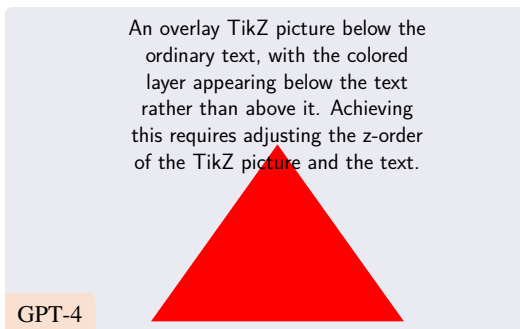 An overlay TikZ picture below the
ordinary text, with the colored
layer appearing below the text
rather than above it. Achieving
this requires adjusting the z-order
of the TikZ picture and the text.
GPT-4